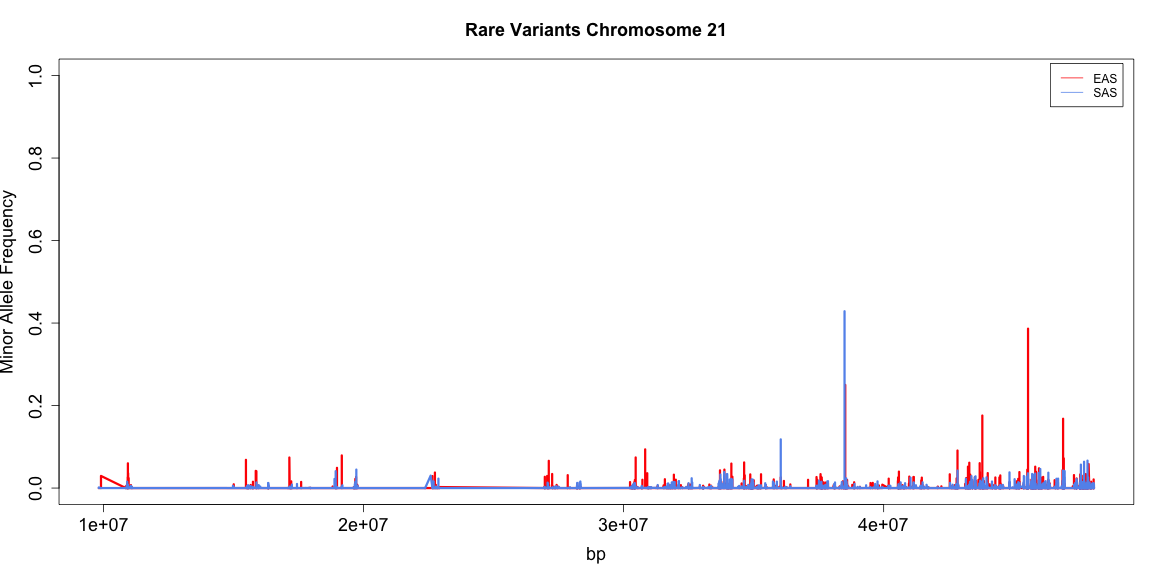 Rare Variants Chromosome 21
EAS
SAS
Minor Allele Frequency
1.0
0.8
0.6
0.4
0.2
0.0
1e+07 2e+07 3e+07 4e+07
bp